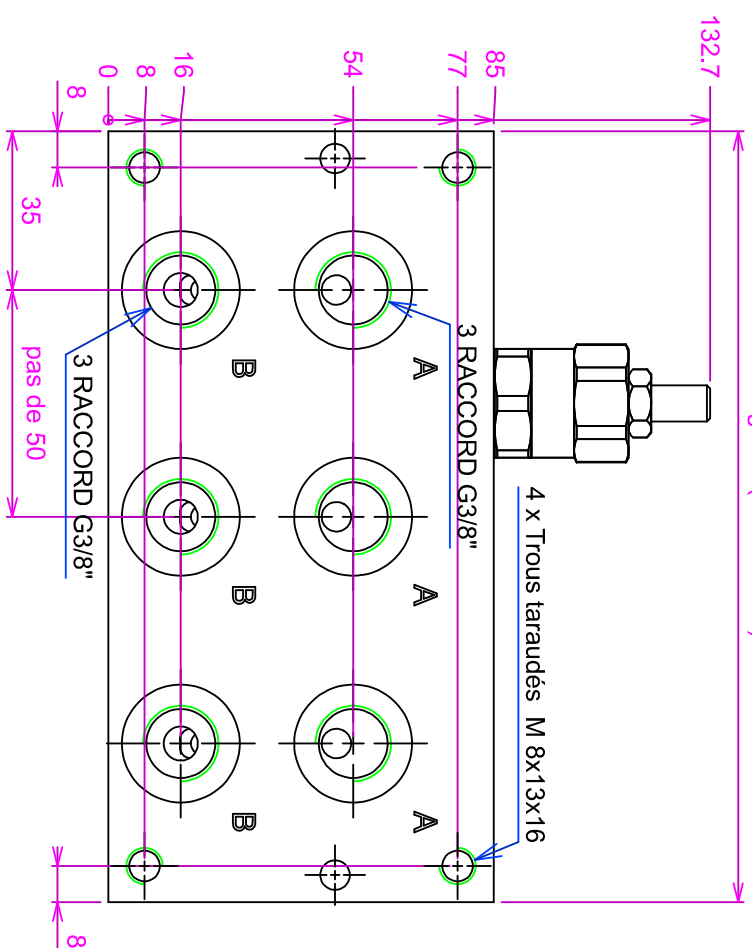 132.7
85
77
54
16
8
0
8
35
pas de 50
3 RACCORD G3/8"
3 RACCORD G3/8"
4 x Trous taraudés M 8x13x16
A
B
A
B
A
B
8